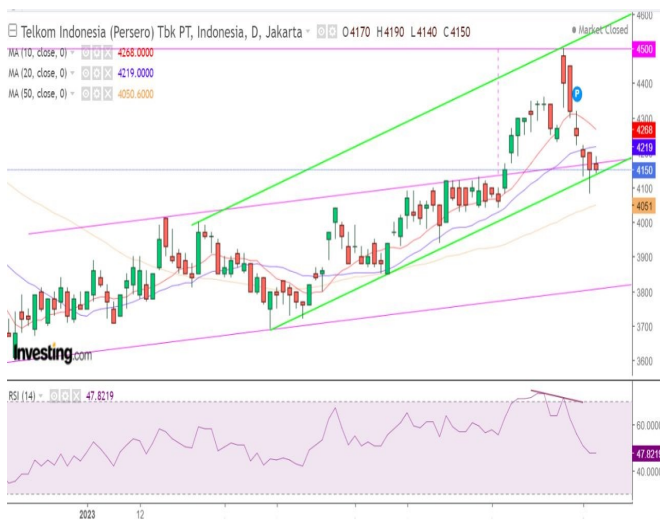 Telkom Indonesia (Persero) Tbk PT, Indonesia, D, Jakarta O4170 H4190 L4140 C4150
Market Closed
MA (10, close, 0) 4268.0000
MA (20, close, 0) 4219.0000
MA (50, close, 0) 4050.6000
P
4600
4500
4300
4268
4219
4150
4051
4000
3900
3800
3700
3600
Investing.com
RSI (14) 47.8219
60.0000
47.8219
40.0000
2023 12